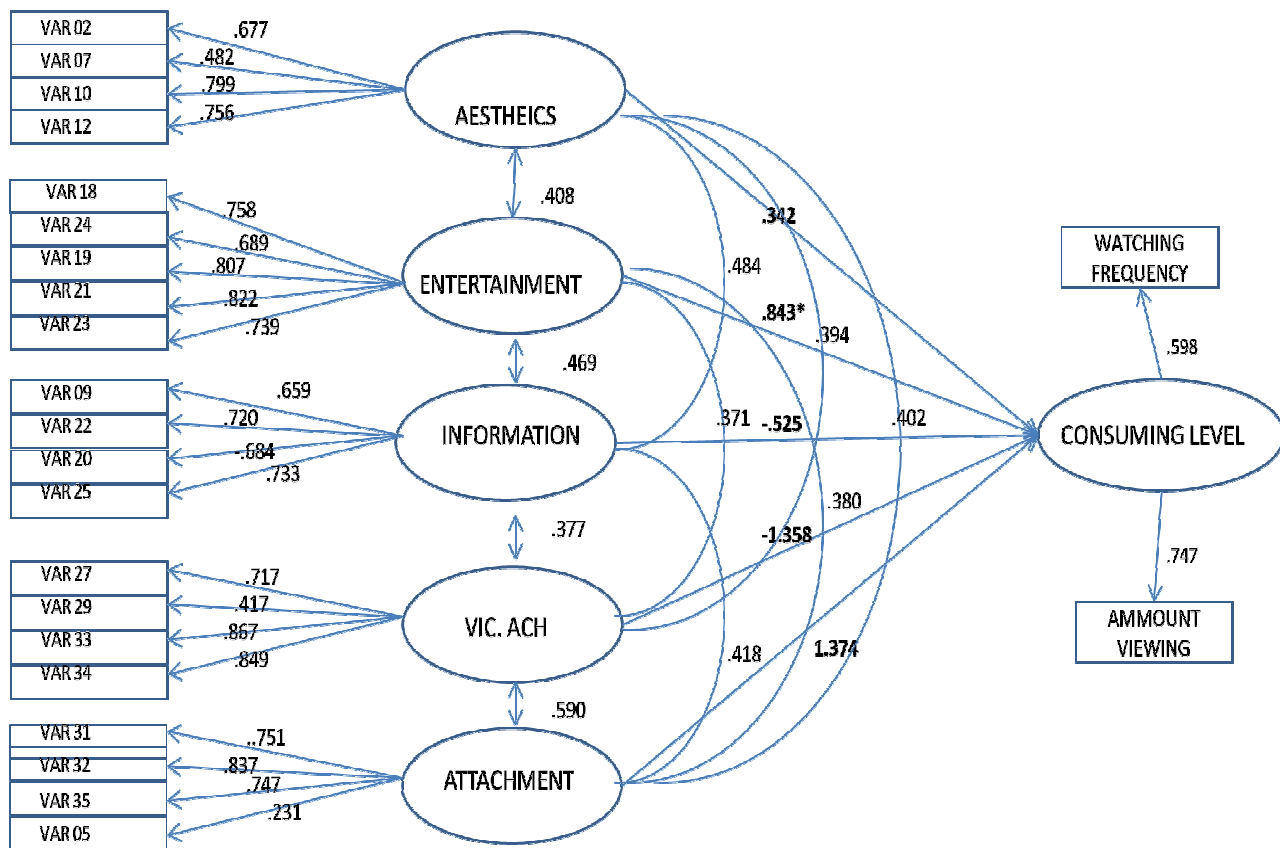 VAR 02
VAR 07
VAR 10
VAR 12
.677
.482
.799
.756
AESTHEICS
.408
VAR 18
VAR 24
VAR 19
VAR 21
VAR 23
.758
.689
.807
.822
.739
ENTERTAINMENT
.469
VAR 09
VAR 22
VAR 20
VAR 25
.659
.720
-.684
.733
INFORMATION
.377
VAR 27
VAR 29
VAR 33
VAR 34
.717
.417
.867
.849
VIC. ACH
.590
VAR 31
VAR 32
VAR 35
VAR 05
..751
.837
.747
.231
ATTACHMENT
.342
.484
.843*
.394
.371
-.525
.402
.380
-1.358
.418
1.374
WATCHING
FREQUENCY
.598
CONSUMING LEVEL
.747
AMMOUNT
VIEWING